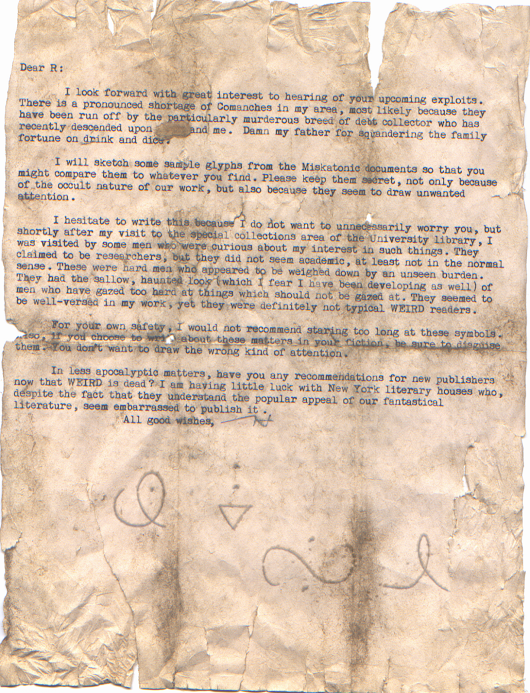 Dear R:
I look forward with great interest to hearing of your upcoming exploits.
There is a pronounced shortage of Comanches in my area, most likely because they
have been run off by the particularly murderous breed of debt collector who has
recently descended upon and me. Damn my father for squandering the family
fortune on drink and dice.
I will sketch some sample glyphs from the Miskatonic documents so that you
might compare them to whatever you find. Please keep them secret, not only because
of the occult nature of our work, but also because they seem to draw unwanted
attention.
I hesitate to write this because I do not want to unnecessarily worry you, but
shortly after my visit to the special collections area of the University library, I
was visited by some men who were curious about my interest in such things. They
claimed to be researchers, but they did not seem academic, at least not in the normal
sense. These were hard men who appeared to be weighed down by an unseen burden.
They had the sallow, haunted look (which I fear I have been developing as well) of
men who have gazed too hard at things which should not be gazed at. They seemed to
be well-versed in my work, yet they were definitely not typical WEIRD readers.
For your own safety, I would not recommend staring too long at these symbols.
Also, if you choose to write about these matters in your fiction, be sure to disguise
them. You don't want to draw the wrong kind of attention.
In less apocalyptic matters, have you any recommendations for new publishers
now that WEIRD is dead? I am having little luck with New York literary houses who,
despite the fact that they understand the popular appeal of our fantastical
literature, seem embarrassed to publish it.
All good wishes,